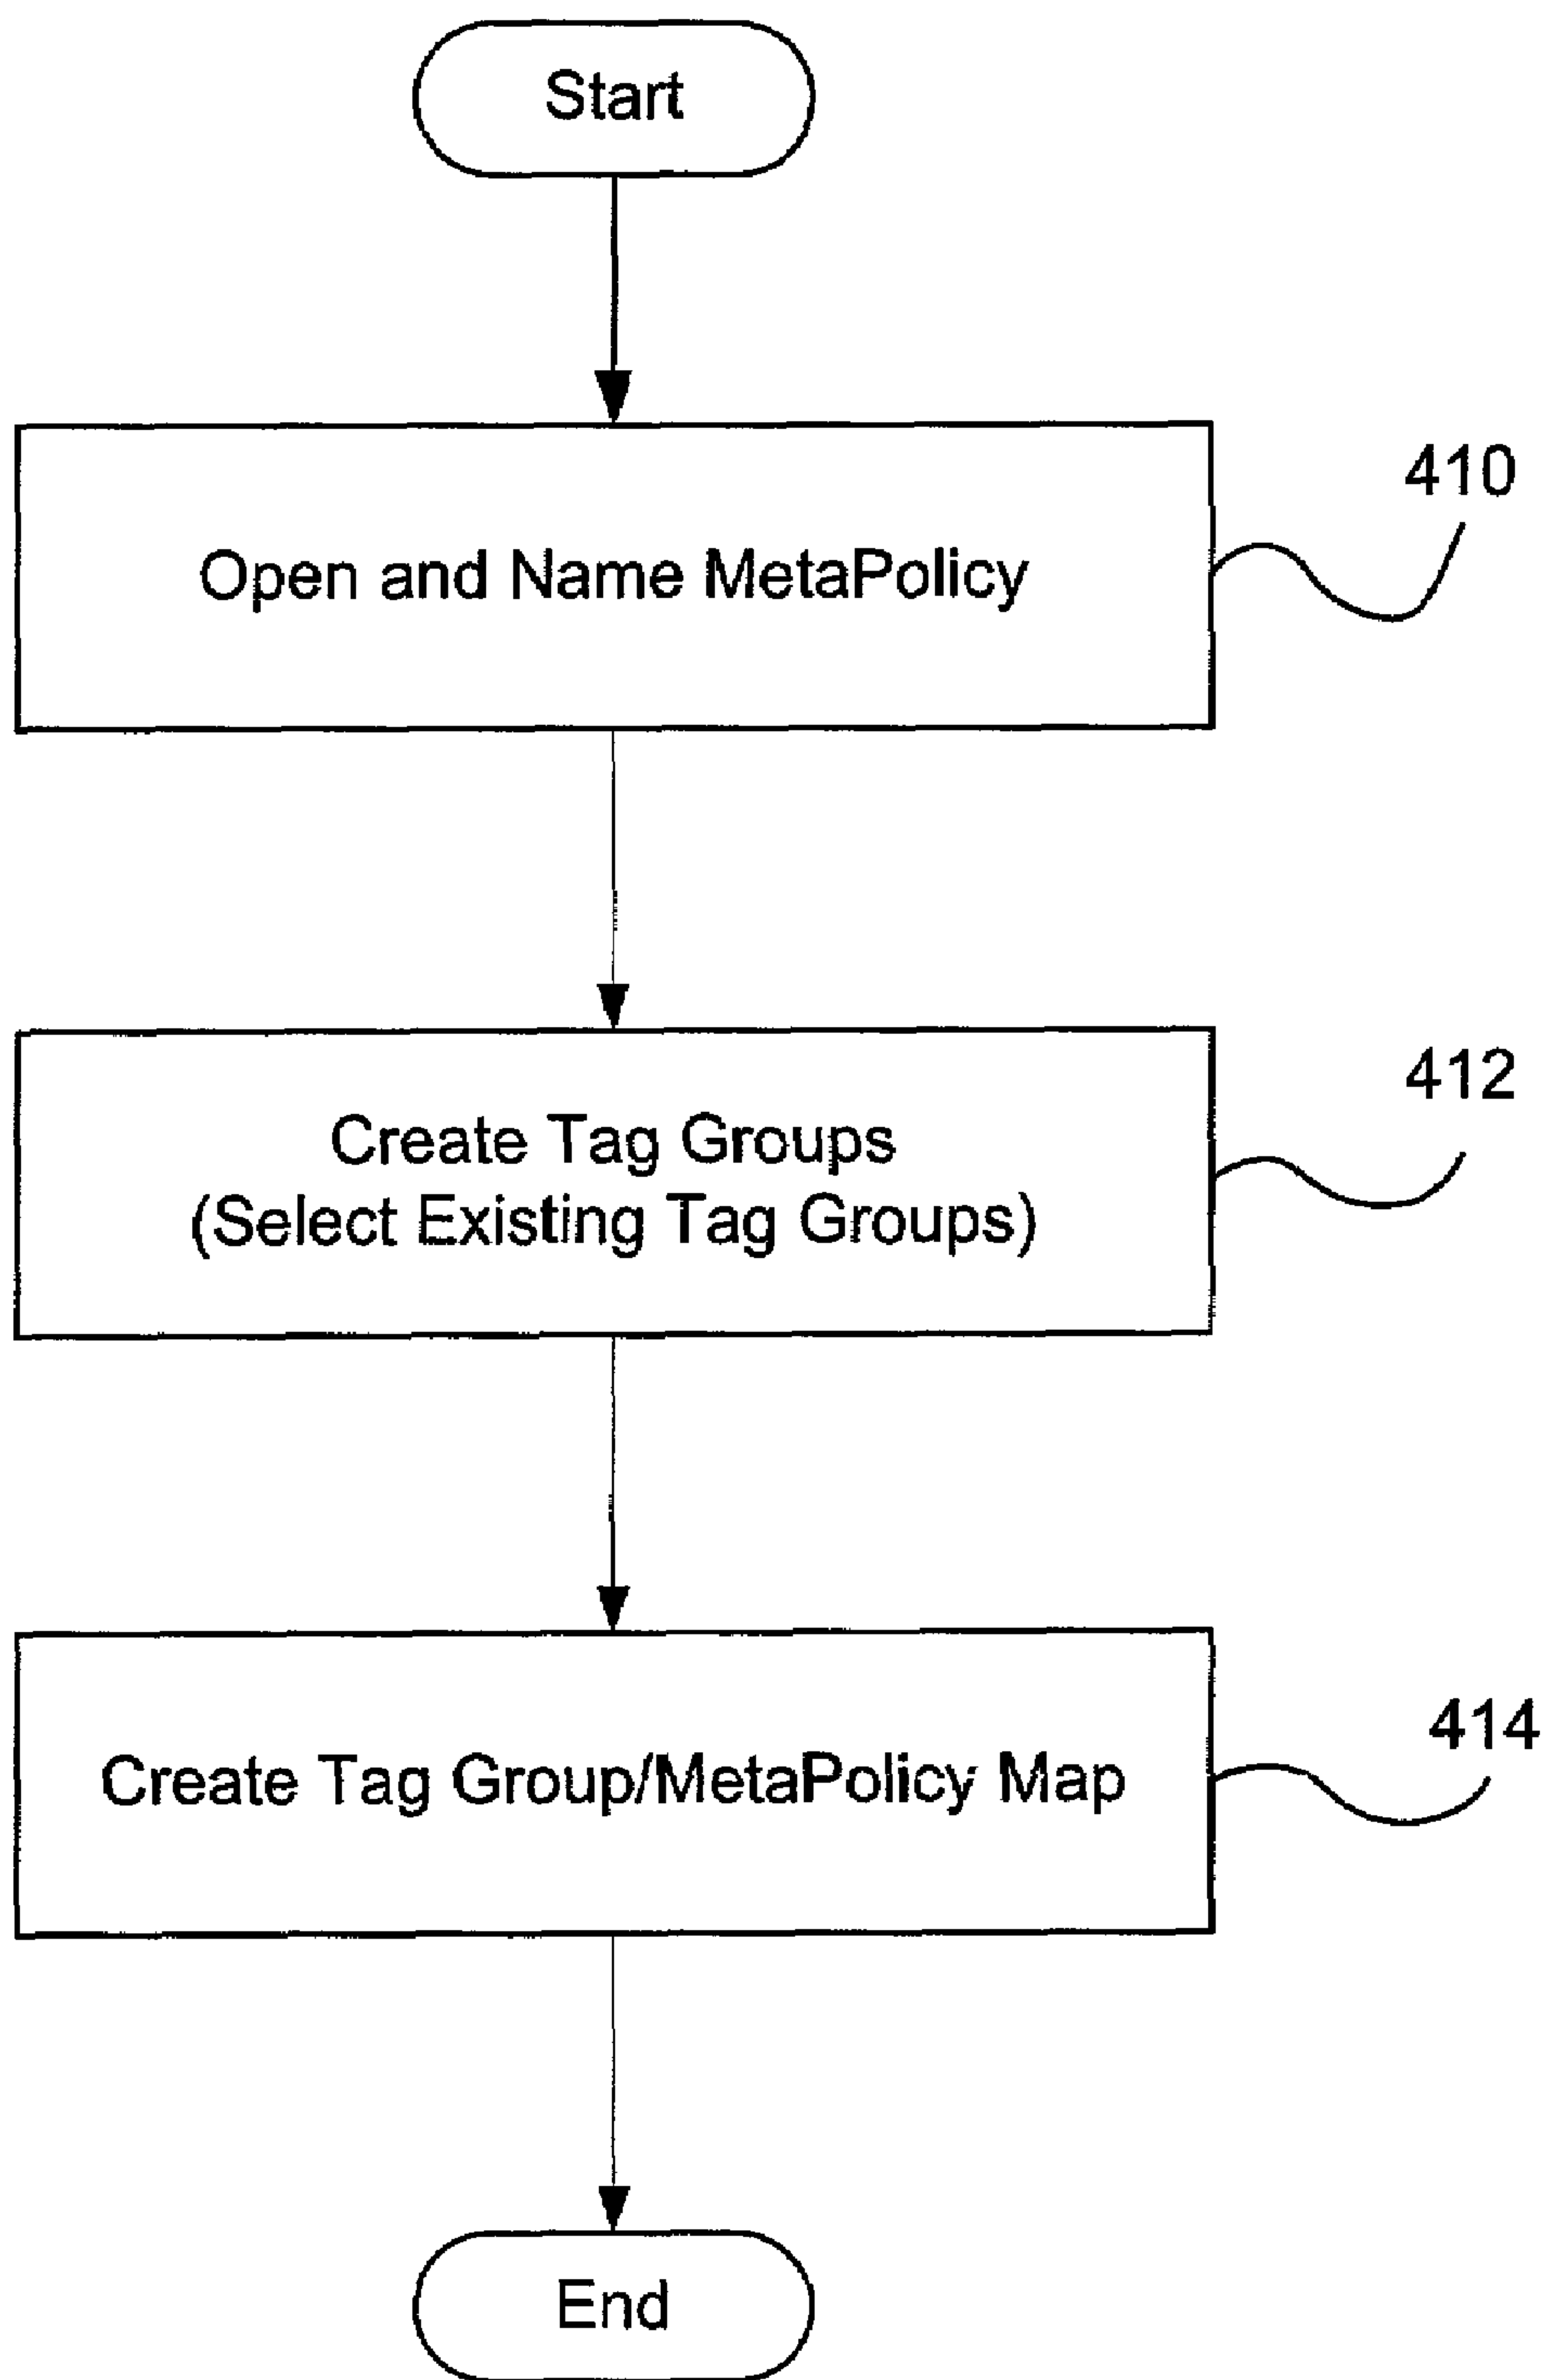 Start
410
Open and Name MetaPolicy
412
Create Tag Groups
(Select Existing Tag Groups)
414
Create Tag Group/MetaPolicy Map
End